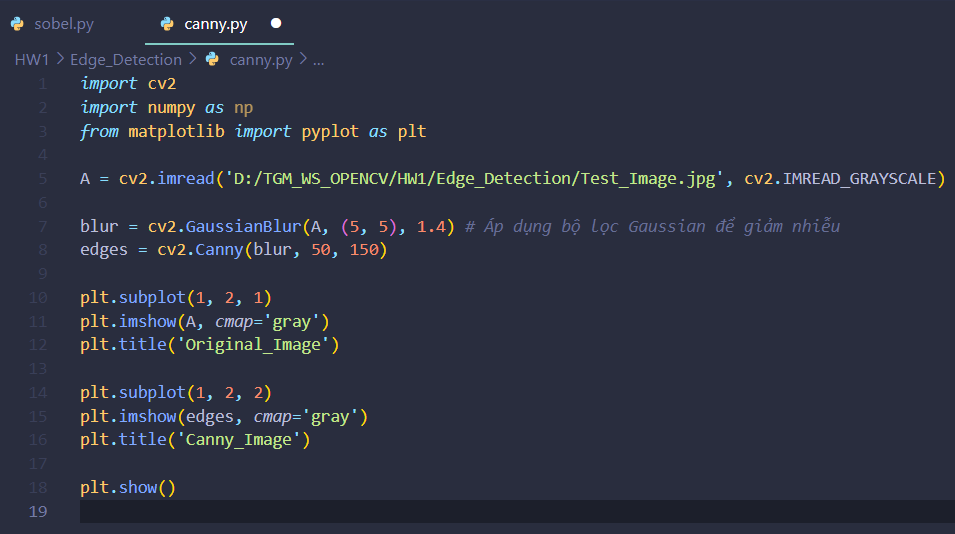 sobel.py canny.py
HW1 > Edge_Detection > canny.py > ...
1 import cv2
2 import numpy as np
3 from matplotlib import pyplot as plt
4
5 A = cv2.imread('D:/TGM_WS_OPENCV/HW1/Edge_Detection/Test_Image.jpg', cv2.IMREAD_GRAYSCALE)
6
7 blur = cv2.GaussianBlur(A, (5, 5), 1.4) # Áp dụng bộ lọc Gaussian để giảm nhiễu
8 edges = cv2.Canny(blur, 50, 150)
9
10 plt.subplot(1, 2, 1)
11 plt.imshow(A, cmap='gray')
12 plt.title('Original_Image')
13
14 plt.subplot(1, 2, 2)
15 plt.imshow(edges, cmap='gray')
16 plt.title('Canny_Image')
17
18 plt.show()
19